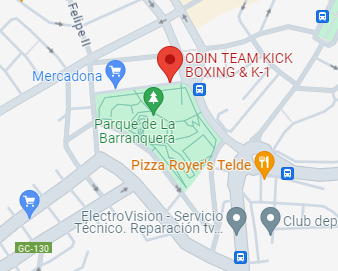 Felipe II
ODIN TEAM KICK
BOXING & K-1
Mercadona
Parque de La
Barranquera
Pizza Royer's Telde
ElectroVision - Servicio
Técnico. Reparación tv...
Club dep
GC-130